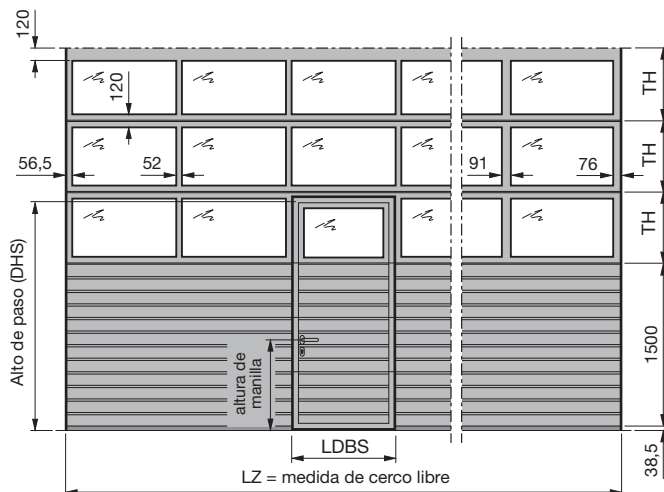 120
120
TH
56,5
52
91
76
TH
TH
Alto de paso (DHS)
altura de
manilla
1500
LDBS
38,5
LZ = medida de cerco libre